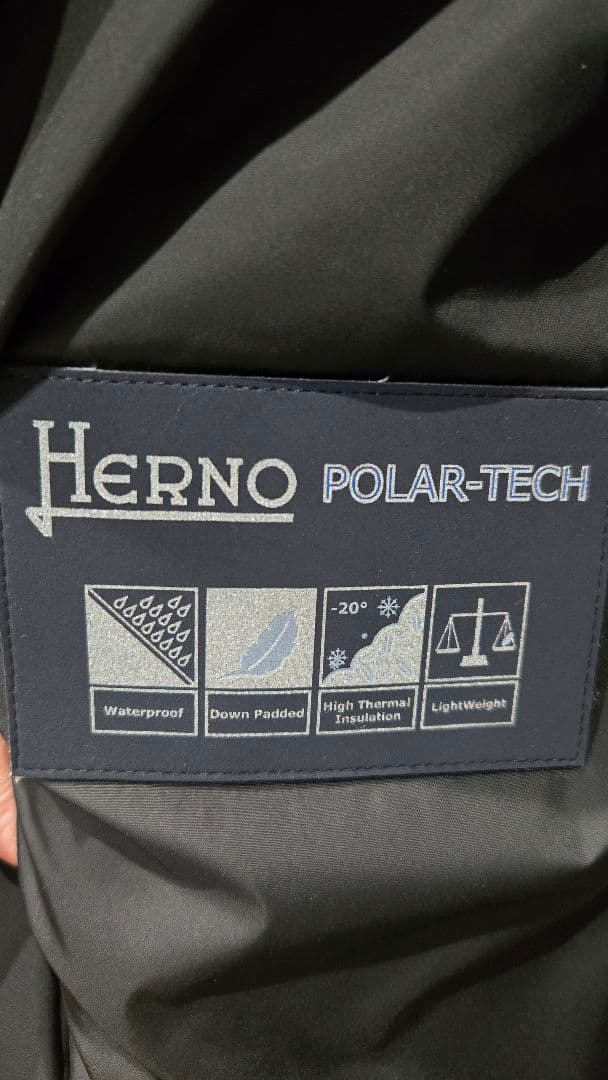 HERNO POLAR-TECH
-20°
Waterproof
Down Padded
High Thermal
Insulation
LightWeight